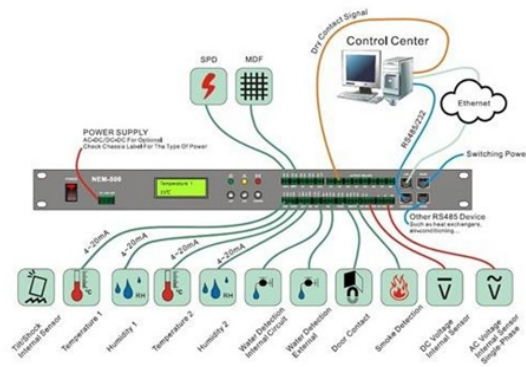 Control Center
Dry Contact Signal
SPD
MDF
Ethernet
RS485/232
POWER SUPPLY
AC-DC/DC-DC For Optional
Check Chassis Label For The Type Of Power
Switching Power
NEM-509
Temperature 1
Other RS485 Device
Such as heat exchangers,
airconditioning...
4~20mA
4~20mA
4~20mA
4~20mA
°C
RH
°C
RH
V
V
Tilt/Shock
Internal Sensor
Temperature 1
Humidity 1
Temperature 2
Humidity 2
Water Detection
Internal Circuit
Water Detection
External
Door Contact
Smoke Detection
DC Voltage
Internal Sensor
AC Voltage
Internal Sensor
Single-Phase